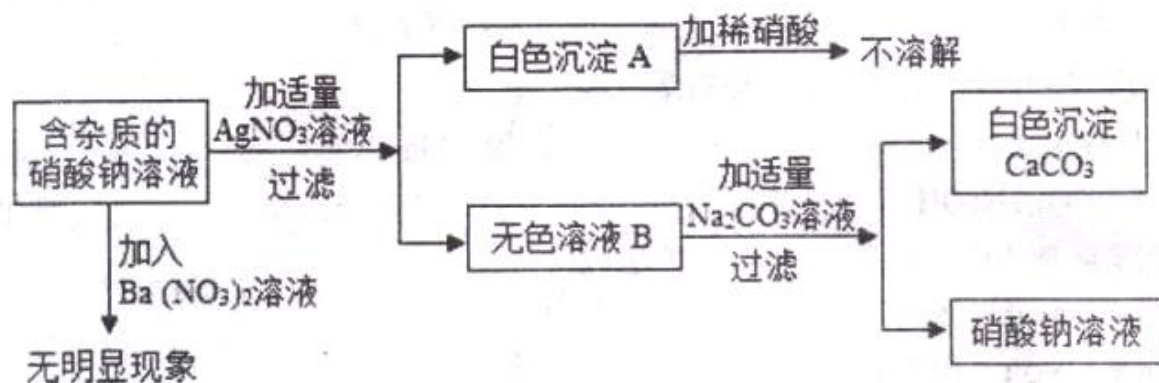 含杂质的
硝酸钠溶液
加适量
AgNO₃溶液
过滤
白色沉淀 A
加稀硝酸
不溶解
无色溶液 B
加适量
Na₂CO₃溶液
过滤
白色沉淀
CaCO₃
硝酸钠溶液
加入
Ba (NO₃)₂溶液
无明显现象